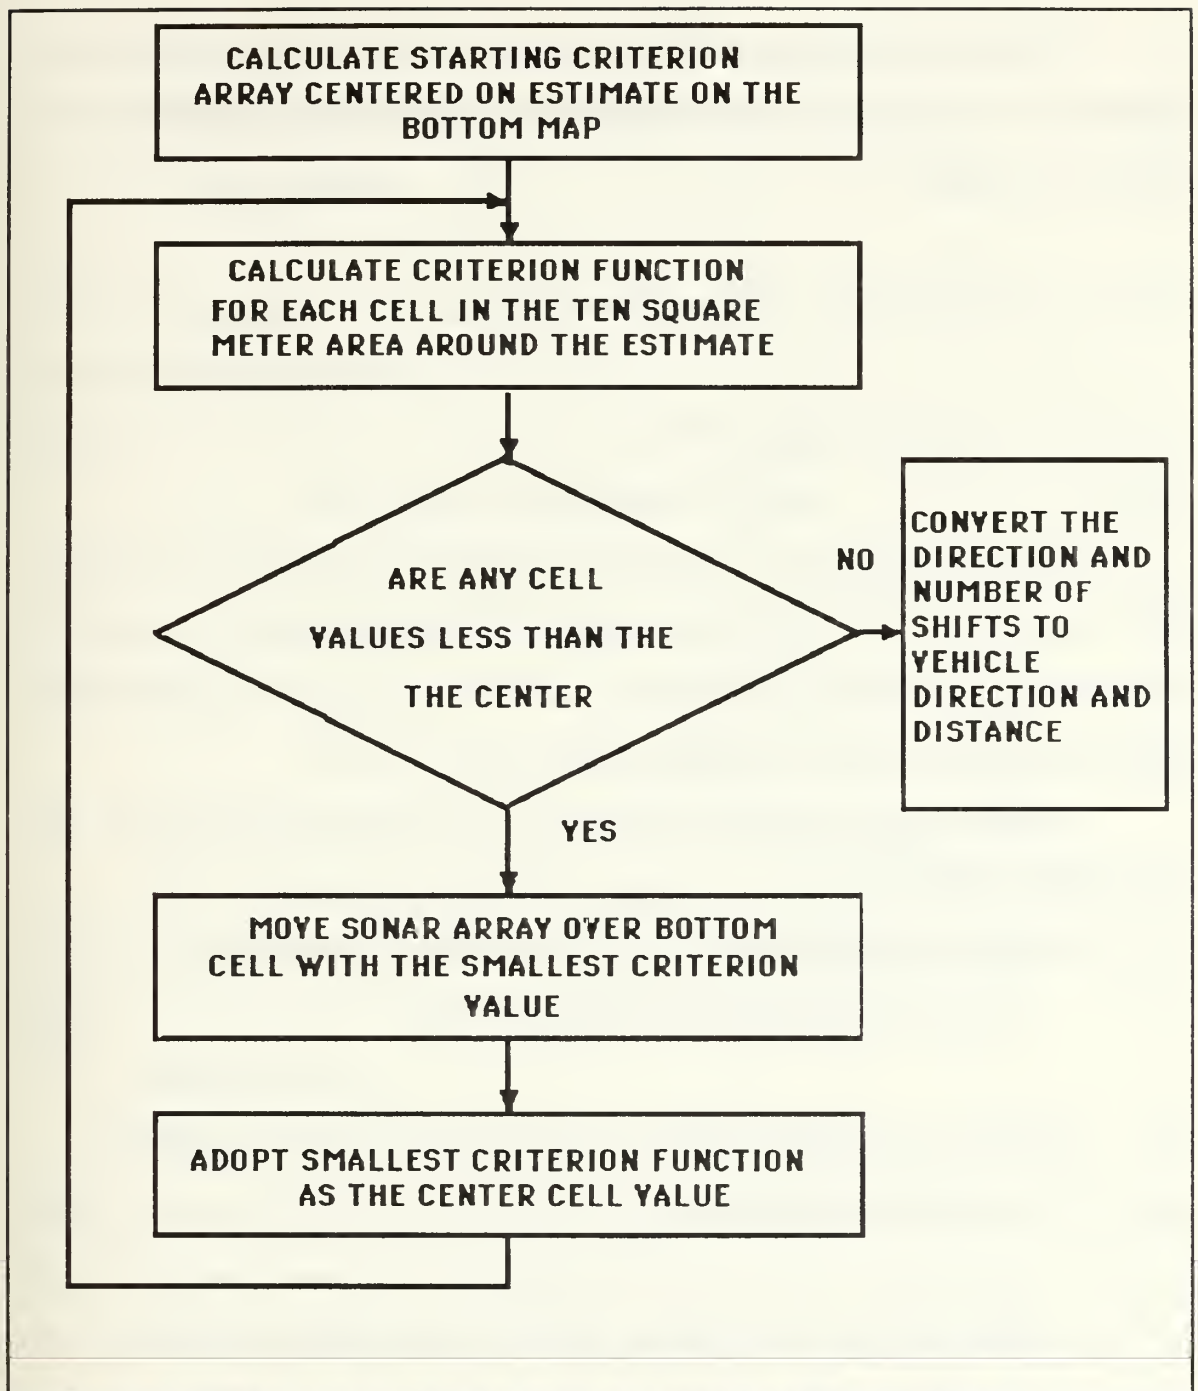 CALCULATE STARTING CRITERION
ARRAY CENTERED ON ESTIMATE ON THE
BOTTOM MAP
CALCULATE CRITERION FUNCTION
FOR EACH CELL IN THE TEN SQUARE
METER AREA AROUND THE ESTIMATE
ARE ANY CELL
VALUES LESS THAN THE
THE CENTER
NO
CONVERT THE
DIRECTION AND
NUMBER OF
SHIFTS TO
VEHICLE
DIRECTION AND
DISTANCE
YES
MOVE SONAR ARRAY OVER BOTTOM
CELL WITH THE SMALLEST CRITERION
VALUE
ADOPT SMALLEST CRITERION FUNCTION
AS THE CENTER CELL VALUE